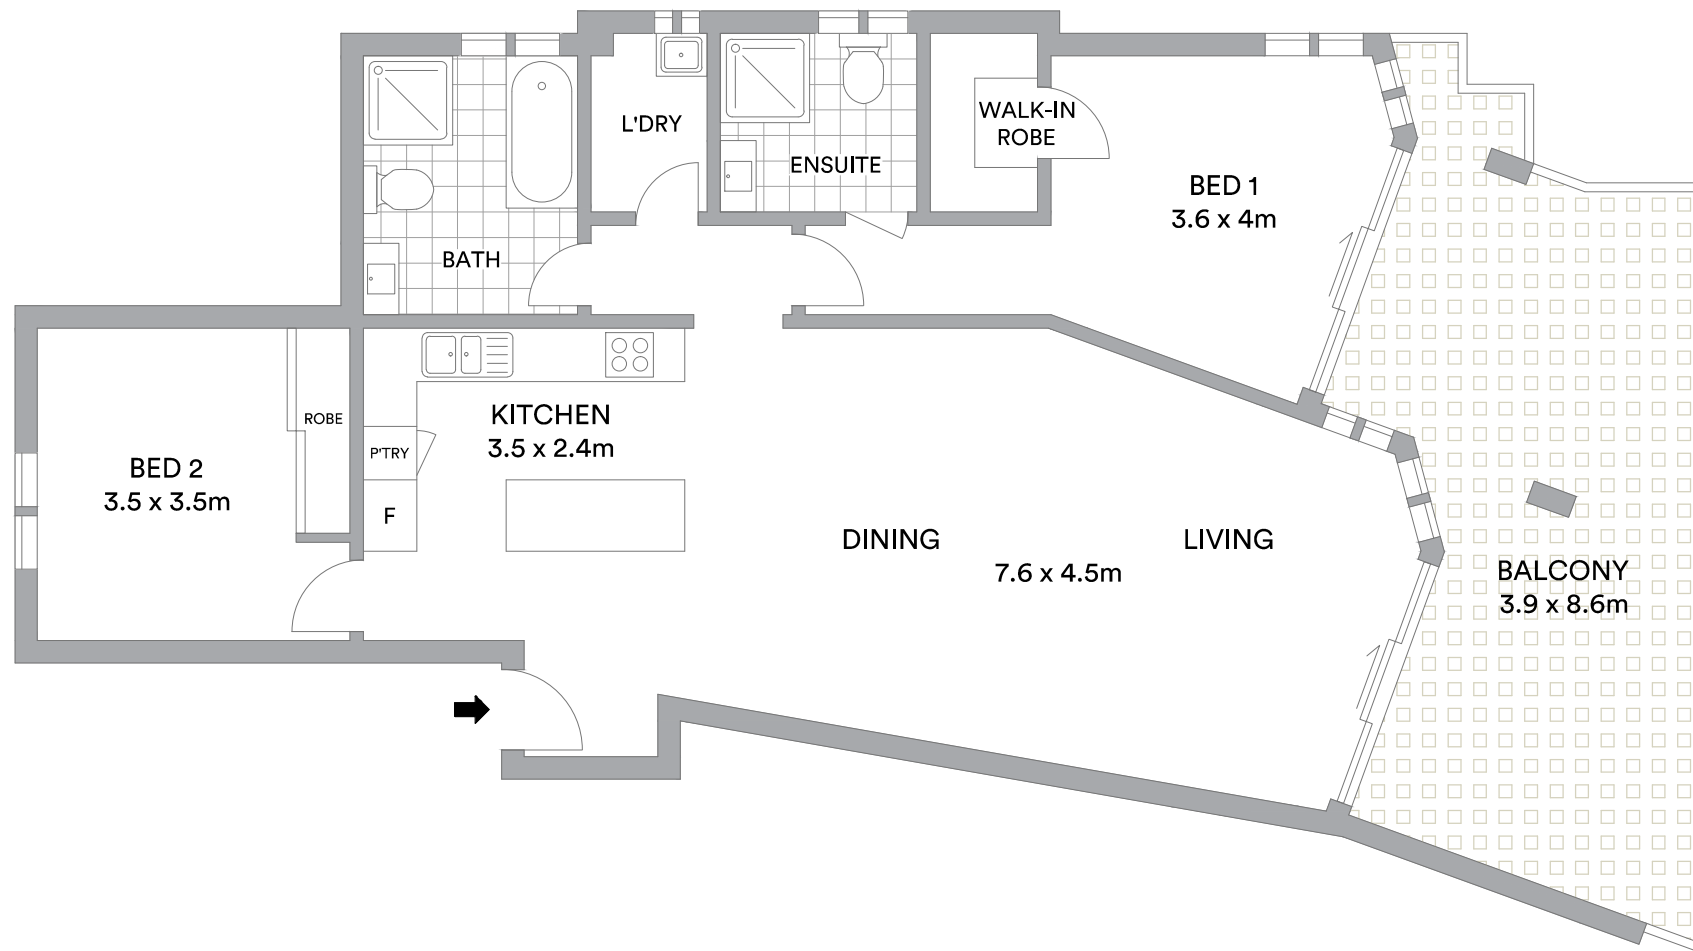 L'DRY
WALK-IN
ROBE
ENSUITE
BED 1
3.6 x 4m
BATH
ROBE
KITCHEN
3.5 x 2.4m
P'TRY
BED 2
3.5 x 3.5m
F
DINING
LIVING
7.6 x 4.5m
BALCONY
3.9 x 8.6m